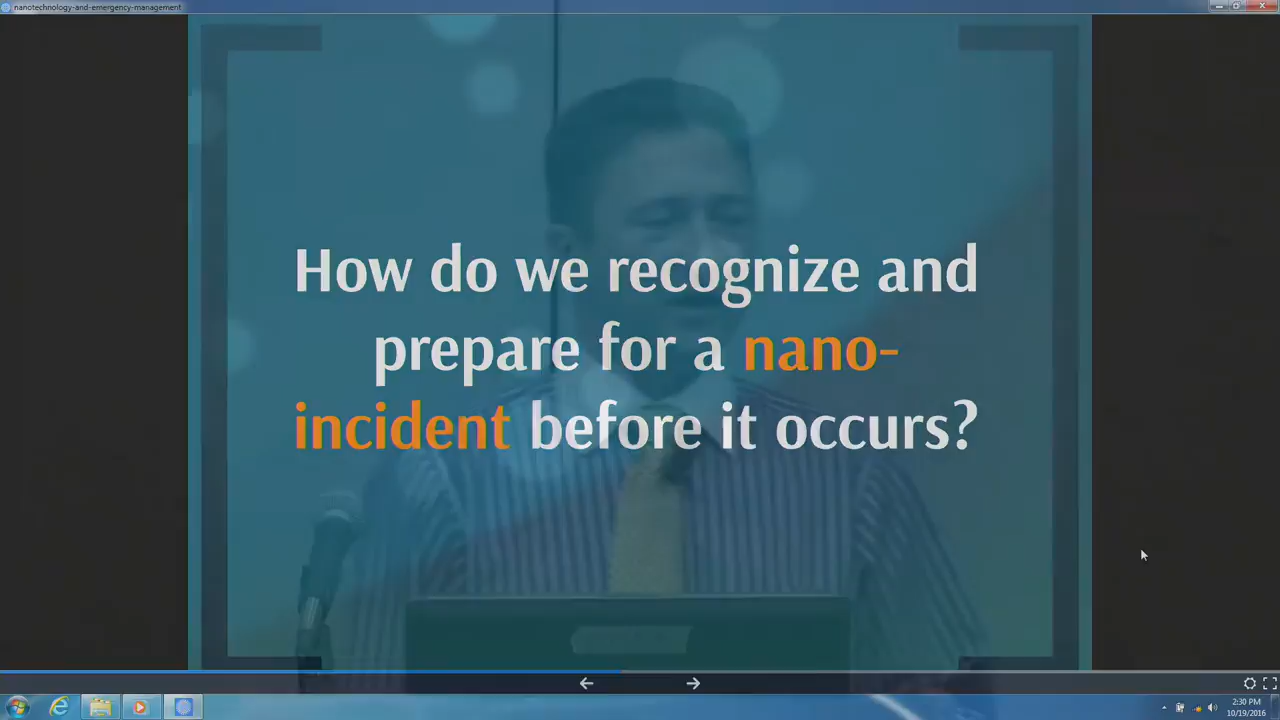 nanotechnology-and-emergency-management
How do we recognize and
prepare for a nano-
incident before it occurs?
2:30 PM
10/19/2016